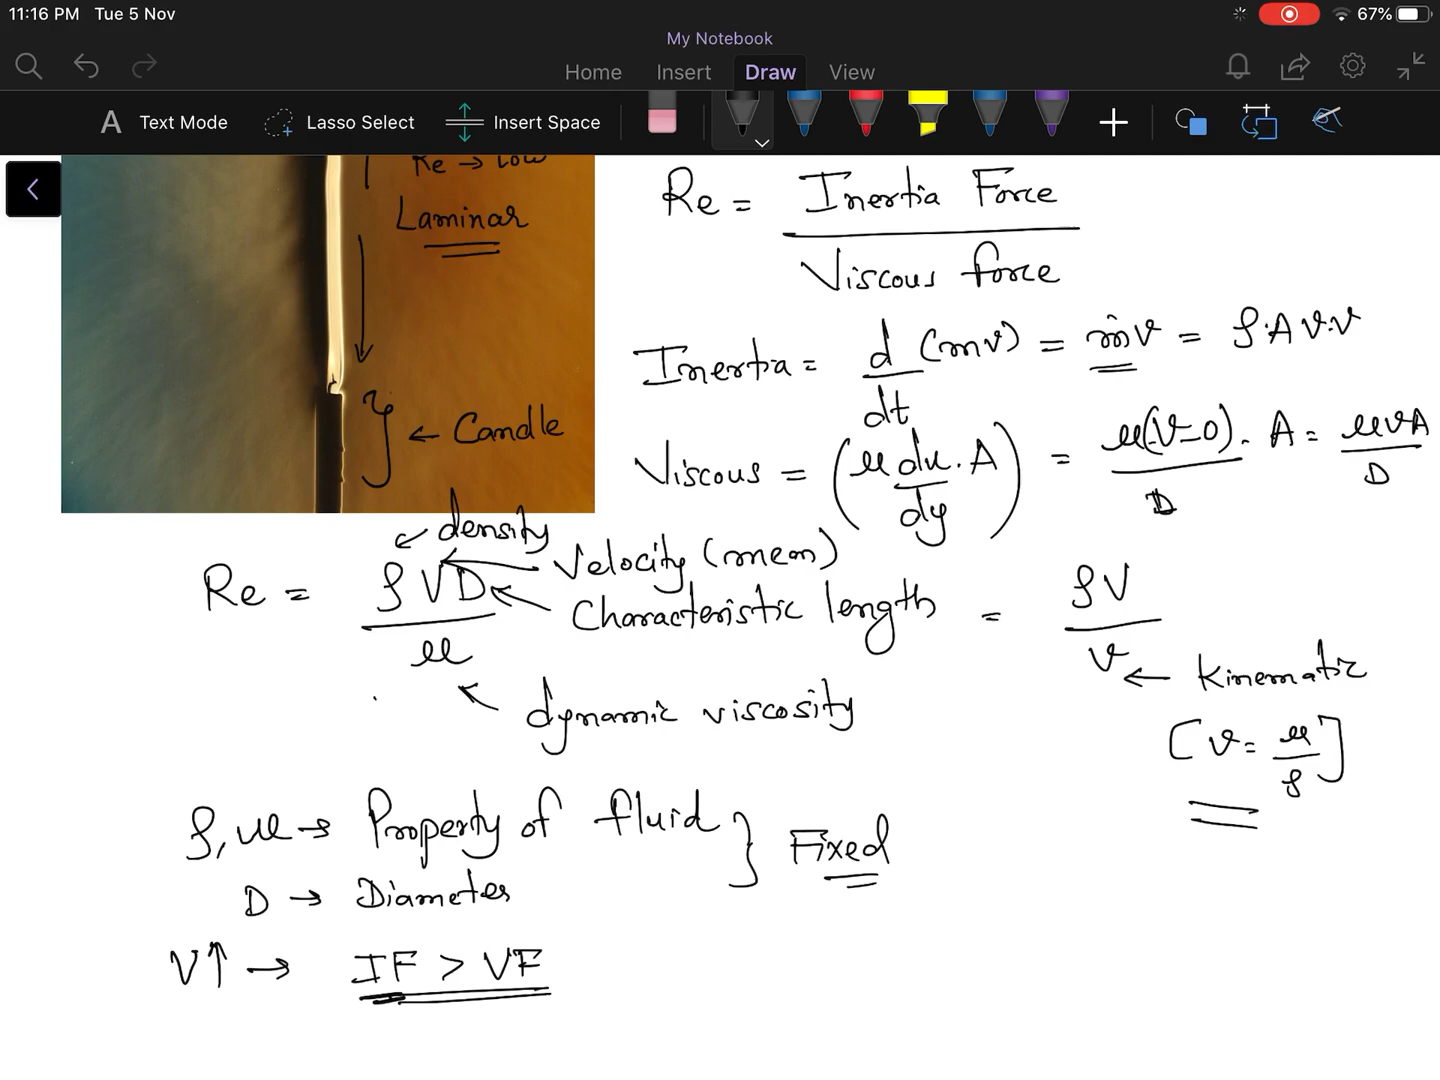 11:16 PM Tue 5 Nov
67%
My Notebook
Home Insert Draw View
A Text Mode Lasso Select Insert Space
Re → Low
Laminar
← Candle
Re = Inertia Force
Viscous force
Inertia = d/dt (mv) = ṁv = ρ.A v.v
Viscous = (μ du/dy . A) = μ(V-0)/D . A = μvA/D
density
Velocity (mean)
Characteristic length
Re = ρVD/μ = ρV/ν
← Kinematic
dynamic viscosity
[ν = μ/ρ]
ρ, μ → Property of fluid } Fixed
D → Diameter
V↑ → IF > VF